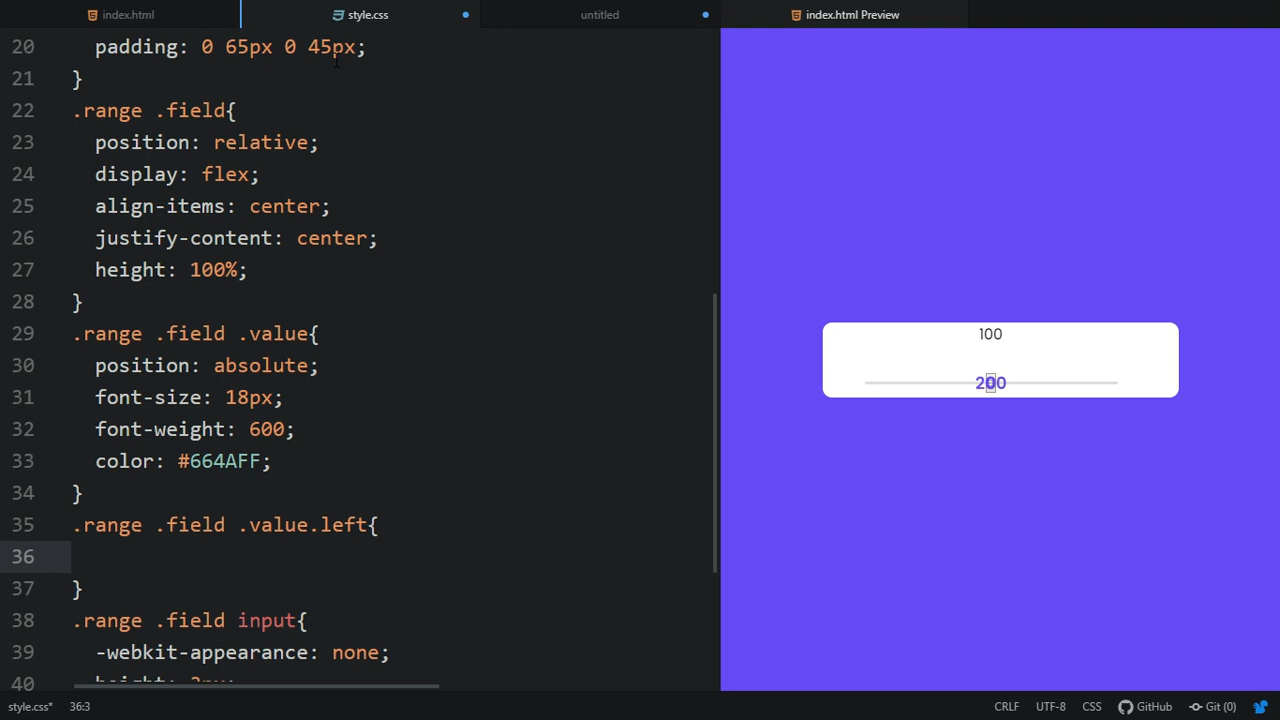 index.html
style.css
untitled
index.html Preview
20 padding: 0 65px 0 45px;
21 }
22 .range .field{
23 position: relative;
24 display: flex;
25 align-items: center;
26 justify-content: center;
27 height: 100%;
28 }
29 .range .field .value{
30 position: absolute;
31 font-size: 18px;
32 font-weight: 600;
33 color: #664AFF;
34 }
35 .range .field .value.left{
36
37 }
38 .range .field input{
39 -webkit-appearance: none;
40 height: 3px;
100
200
style.css* 36:3
CRLF UTF-8 CSS GitHub Git (0)